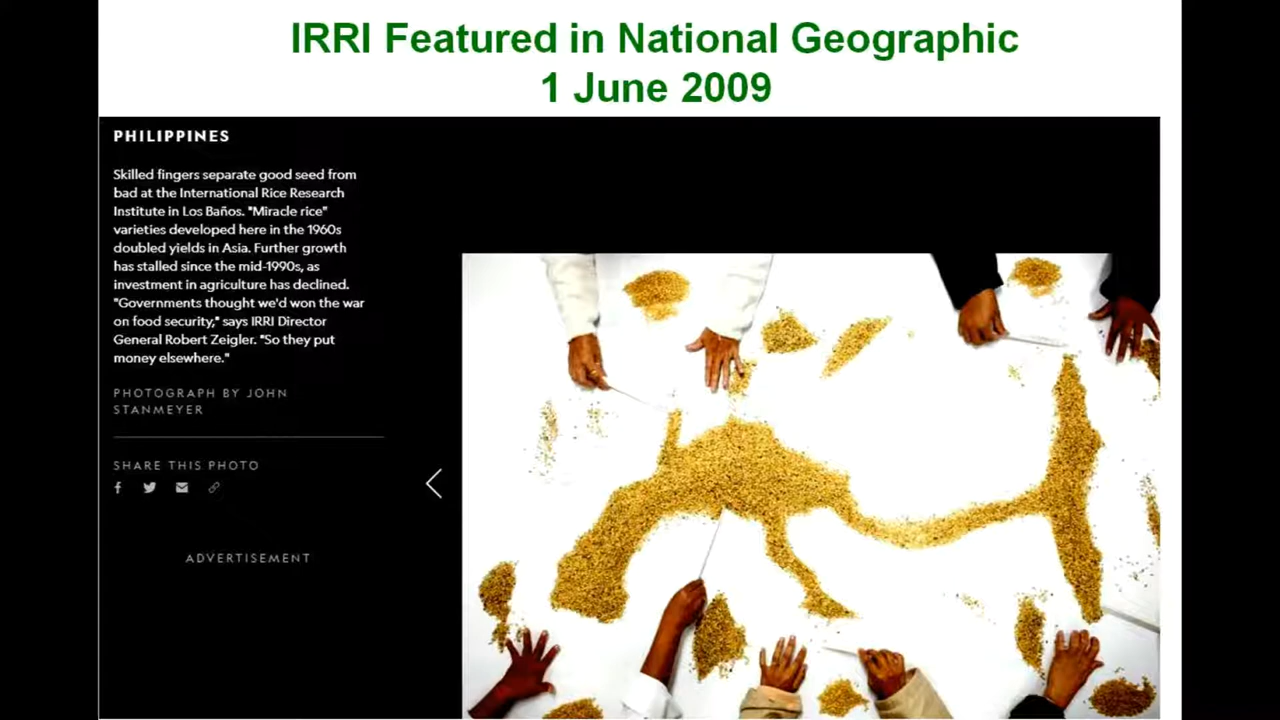 IRRI Featured in National Geographic
1 June 2009
PHILIPPINES
Skilled fingers separate good seed from
bad at the International Rice Research
Institute in Los Baños. "Miracle rice"
varieties developed here in the 1960s
doubled yields in Asia. Further growth
has stalled since the mid-1990s, as
investment in agriculture has declined.
"Governments thought we'd won the war
on food security," says IRRI Director
General Robert Zeigler. "So they put
money elsewhere."
PHOTOGRAPH BY JOHN
STANMEYER
SHARE THIS PHOTO
ADVERTISEMENT